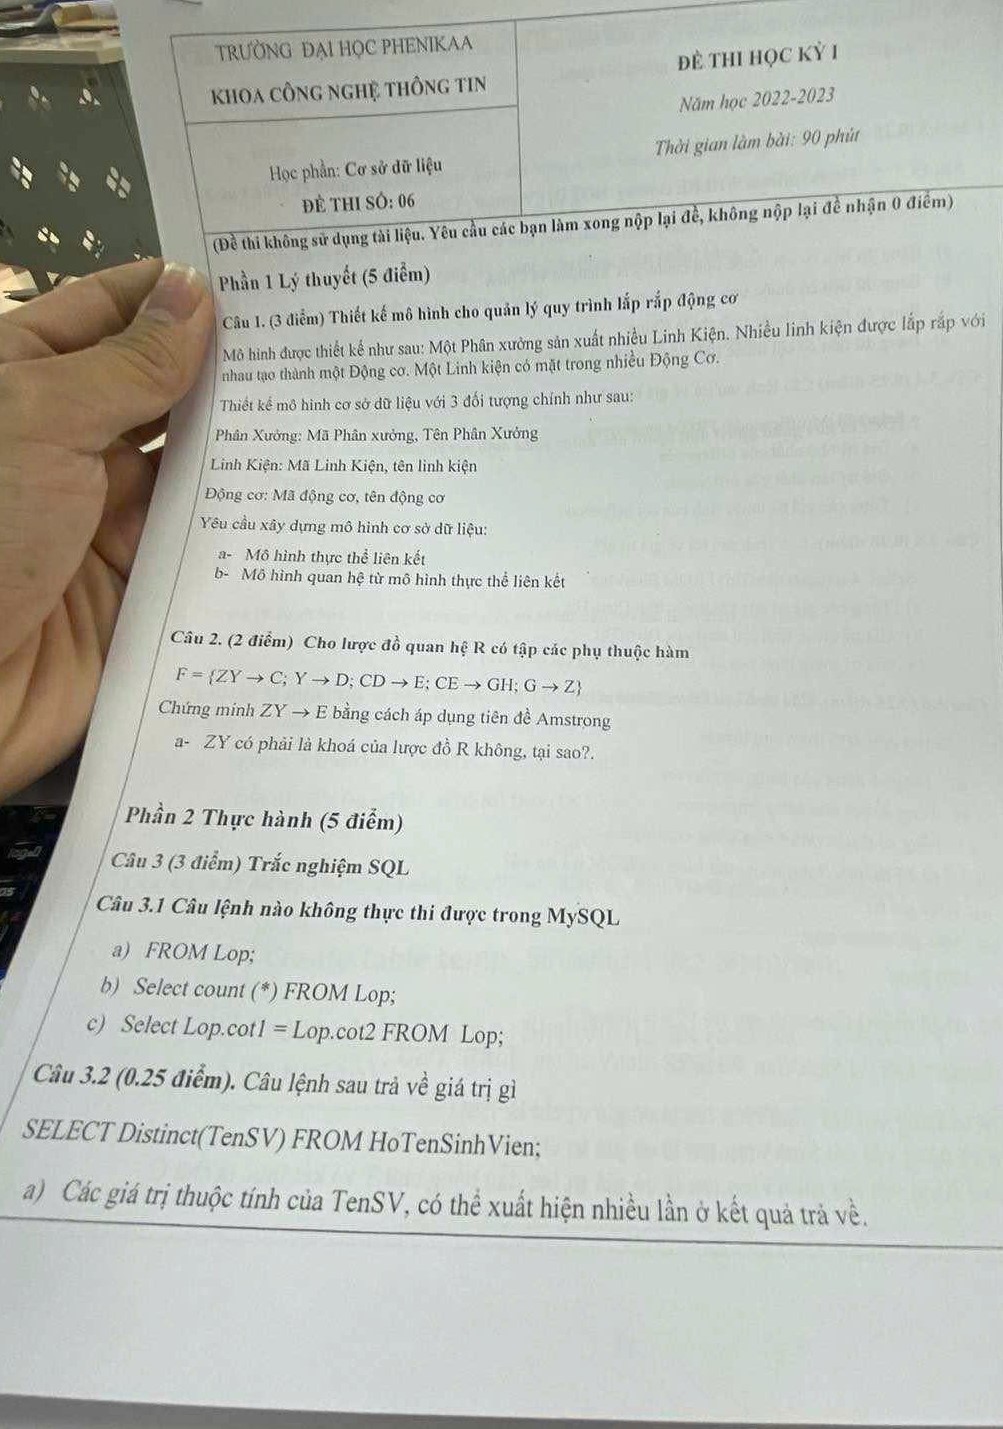 TRƯỜNG ĐẠI HỌC PHENIKAA
KHOA CÔNG NGHỆ THÔNG TIN
Học phần: Cơ sở dữ liệu
ĐỀ THI SỐ: 06
ĐỀ THI HỌC KỲ I
Năm học 2022-2023
Thời gian làm bài: 90 phút
(Đề thi không sử dụng tài liệu. Yêu cầu các bạn làm xong nộp lại đề, không nộp lại đề nhận 0 điểm)
Phần 1 Lý thuyết (5 điểm)
Câu 1. (3 điểm) Thiết kế mô hình cho quản lý quy trình lắp rắp động cơ
Mô hình được thiết kế như sau: Một Phân xưởng sản xuất nhiều Linh Kiện. Nhiều linh kiện được lắp rắp với
nhau tạo thành một Động cơ. Một Linh kiện có mặt trong nhiều Động Cơ.
Thiết kế mô hình cơ sở dữ liệu với 3 đối tượng chính như sau:
Phân Xưởng: Mã Phân xưởng, Tên Phân Xưởng
Linh Kiện: Mã Linh Kiện, tên linh kiện
Động cơ: Mã động cơ, tên động cơ
Yêu cầu xây dựng mô hình cơ sở dữ liệu:
a- Mô hình thực thể liên kết
b- Mô hình quan hệ từ mô hình thực thể liên kết
Câu 2. (2 điểm) Cho lược đồ quan hệ R có tập các phụ thuộc hàm
F = {ZY → C; Y → D; CD → E; CE → GH; G → Z}
Chứng minh ZY → E bằng cách áp dụng tiên đề Amstrong
a- ZY có phải là khoá của lược đồ R không, tại sao?.
Phần 2 Thực hành (5 điểm)
Câu 3 (3 điểm) Trắc nghiệm SQL
Câu 3.1 Câu lệnh nào không thực thi được trong MySQL
a) FROM Lop;
b) Select count (*) FROM Lop;
c) Select Lop.cot1 = Lop.cot2 FROM Lop;
Câu 3.2 (0.25 điểm). Câu lệnh sau trả về giá trị gì
SELECT Distinct(TenSV) FROM HoTenSinhVien;
a) Các giá trị thuộc tính của TenSV, có thể xuất hiện nhiều lần ở kết quả trả về.